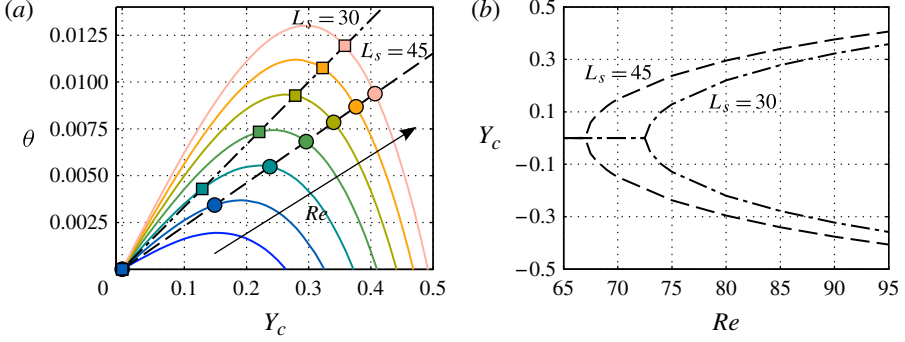 (a)
L_s = 30
L_s = 45
0.0125
0.0100
0.0075
0.0050
0.0025
θ
Re
0 0.1 0.2 0.3 0.4 0.5
Y_c
(b)
0.5
0.3
0.1
−0.1
−0.3
−0.5
Y_c
L_s = 45
L_s = 30
65 70 75 80 85 90 95
Re